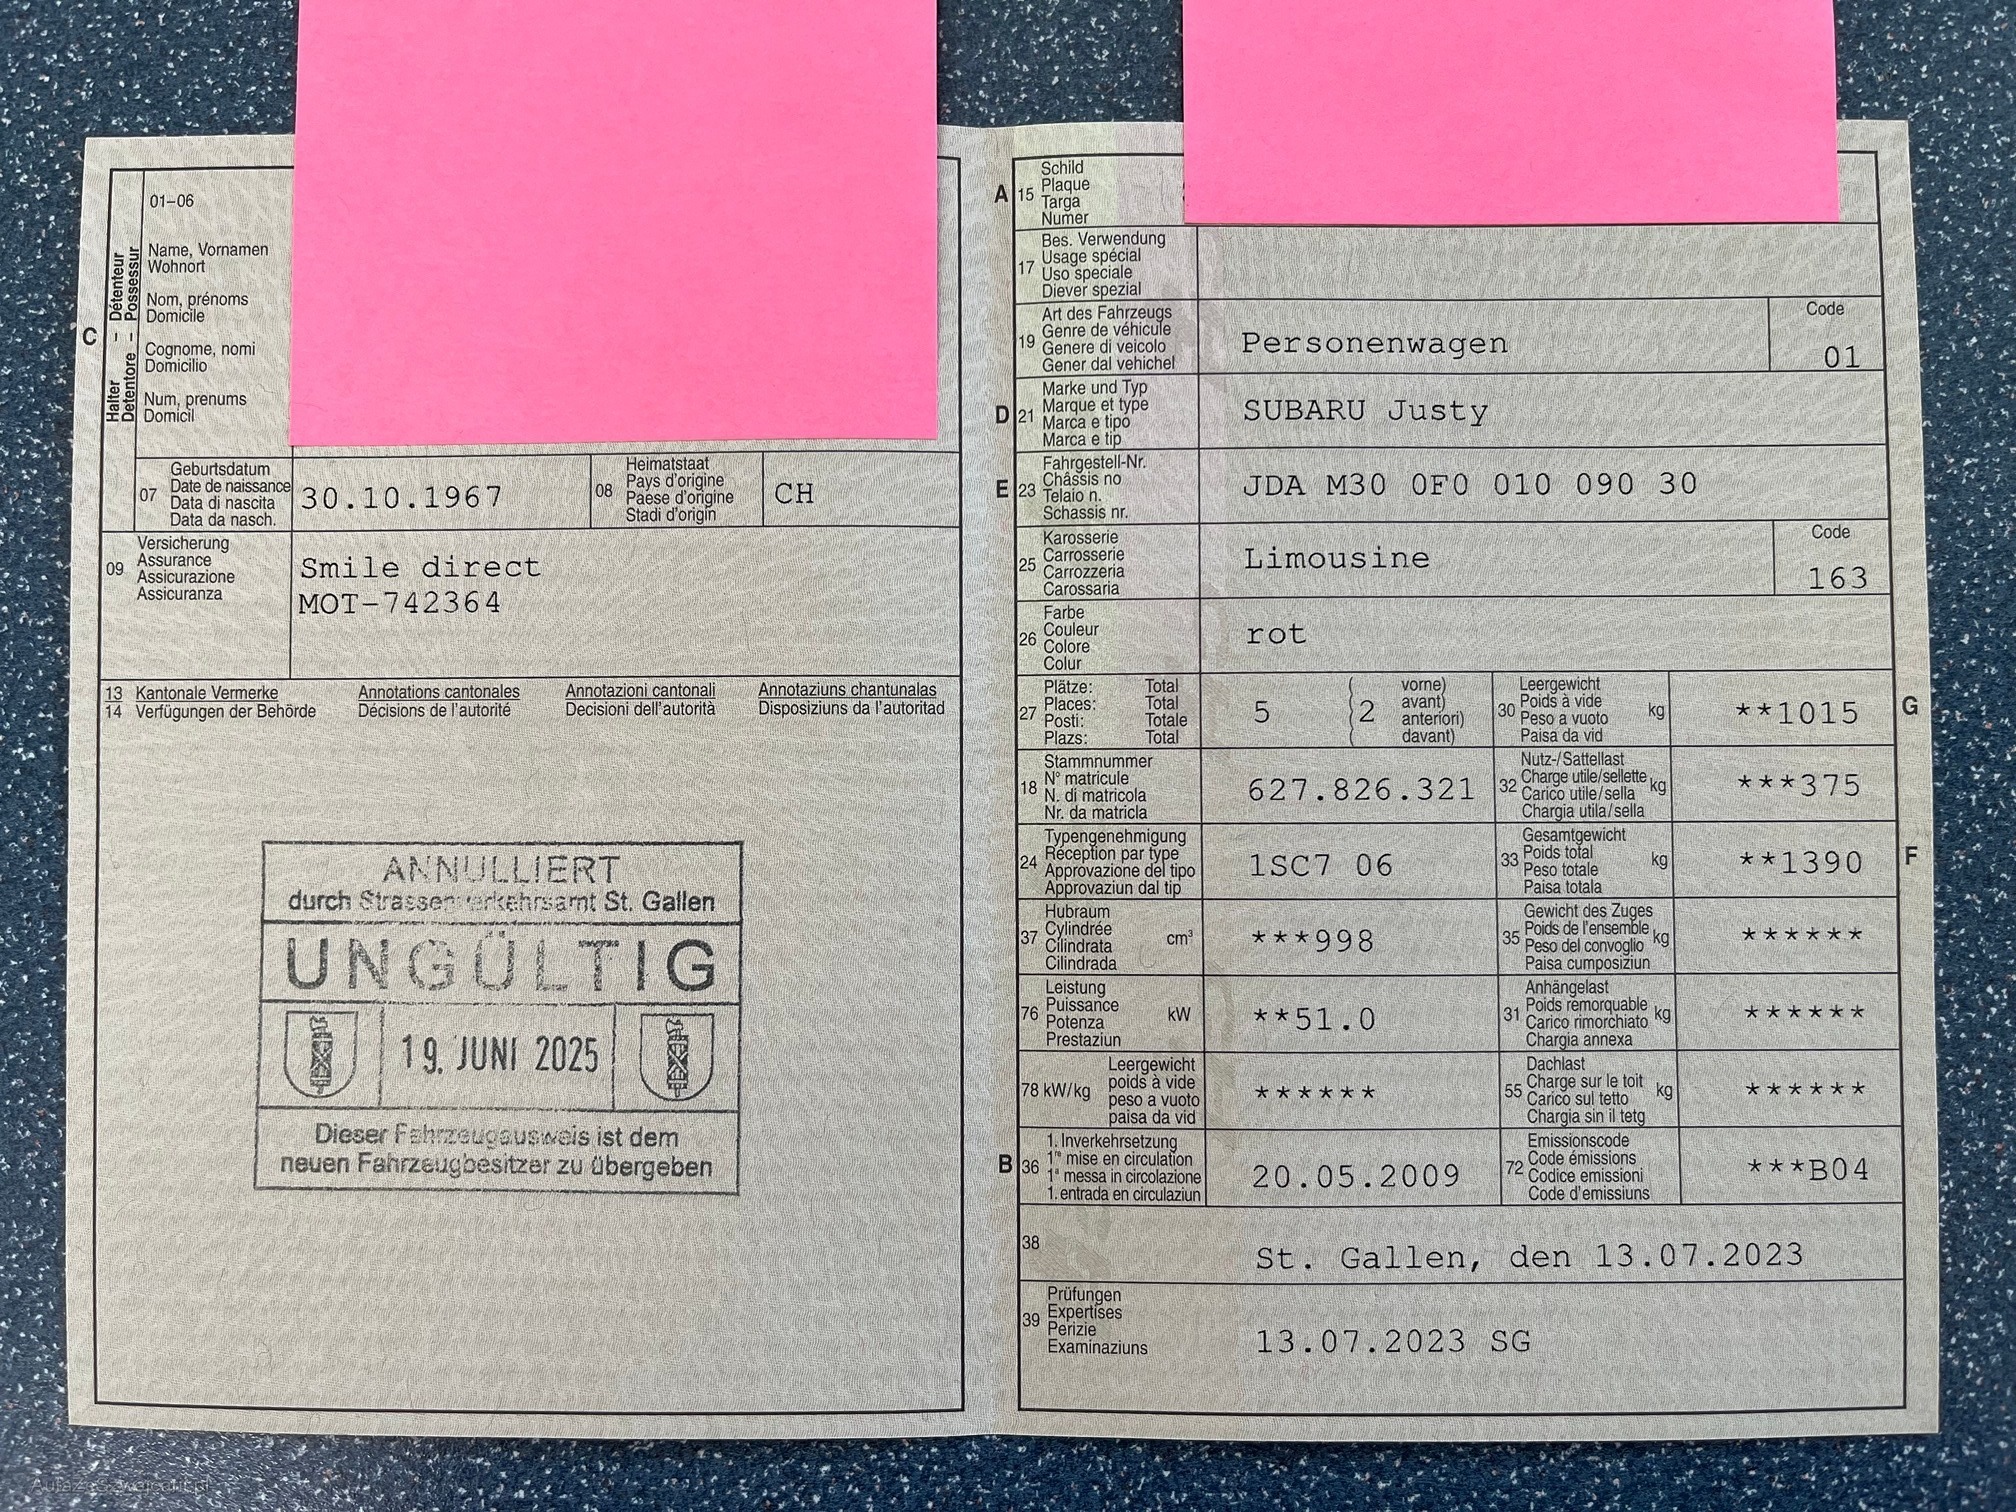 C
Halter – Détenteur
Detentore – Possessur
01–06
Name, Vornamen
Wohnort
Nom, prénoms
Domicile
Cognome, nomi
Domicilio
Num, prenums
Domicil
07
Geburtsdatum
Date de naissance
Data di nascita
Data da nasch.
30.10.1967
08
Heimatstaat
Pays d'origine
Paese d'origine
Stadi d'origin
CH
09
Versicherung
Assurance
Assicurazione
Assicuranza
Smile direct
MOT-742364
13 Kantonale Vermerke Annotations cantonales Annotazioni cantonali Annotaziuns chantunalas
14 Verfügungen der Behörde Décisions de l'autorité Decisioni dell'autorità Disposiziuns da l'autoritad
ANNULLIERT
durch Strassenverkehrsamt St. Gallen
UNGÜLTIG
19. JUNI 2025
Dieser Fahrzeugausweis ist dem
neuen Fahrzeugbesitzer zu übergeben
A 15
Schild
Plaque
Targa
Numer
17
Bes. Verwendung
Usage spécial
Uso speciale
Diever spezial
19
Art des Fahrzeugs
Genre de véhicule
Genere di veicolo
Gener dal vehichel
Personenwagen
Code
01
D 21
Marke und Typ
Marque et type
Marca e tipo
Marca e tip
SUBARU Justy
E 23
Fahrgestell-Nr.
Châssis no
Telaio n.
Schassis nr.
JDA M30 0F0 010 090 30
25
Karosserie
Carrosserie
Carrozzeria
Carossaria
Limousine
Code
163
26
Farbe
Couleur
Colore
Colur
rot
27
Plätze: Total
Places: Total
Posti: Totale
Plazs: Total
5
(2
vorne)
avant)
anteriori)
davant)
30
Leergewicht
Poids à vide
Peso a vuoto
Paisa da vid
kg
**1015
G
18
Stammnummer
N° matricule
N. di matricola
Nr. da matricla
627.826.321
32
Nutz-/Sattellast
Charge utile/sellette
Carico utile/sella
Chargia utila/sella
kg
***375
24
Typengenehmigung
Réception par type
Approvazione del tipo
Approvaziun dal tip
1SC7 06
33
Gesamtgewicht
Poids total
Peso totale
Paisa totala
kg
**1390
F
37
Hubraum
Cylindrée
Cilindrata
Cilindrada
cm³
***998
35
Gewicht des Zuges
Poids de l'ensemble
Peso del convoglio
Paisa cumposiziun
kg
******
76
Leistung
Puissance
Potenza
Prestaziun
kW
**51.0
31
Anhängelast
Poids remorquable
Carico rimorchiato
Chargia annexa
kg
******
78 kW/kg
Leergewicht
poids à vide
peso a vuoto
paisa da vid
******
55
Dachlast
Charge sur le toit
Carico sul tetto
Chargia sin il tetg
kg
******
B 36
1. Inverkehrsetzung
1re mise en circulation
1a messa in circolazione
1. entrada en circulaziun
20.05.2009
72
Emissionscode
Code émissions
Codice emissioni
Code d'emissiuns
***B04
38
St. Gallen, den 13.07.2023
39
Prüfungen
Expertises
Perizie
Examinaziuns
13.07.2023 SG